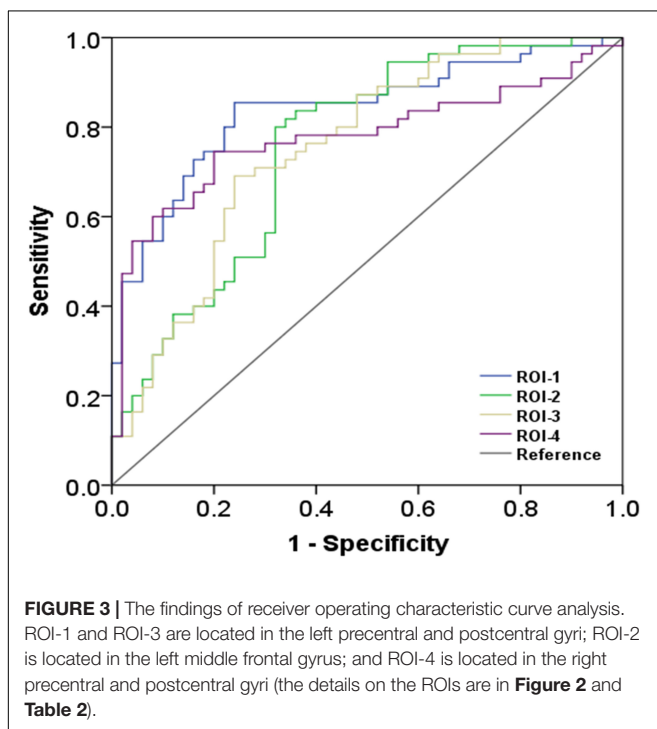 1.0
0.8
0.6
0.4
0.2
0.0
Sensitivity
0.0 0.2 0.4 0.6 0.8 1.0
1 - Specificity
ROI-1
ROI-2
ROI-3
ROI-4
Reference
FIGURE 3 | The findings of receiver operating characteristic curve analysis.
ROI-1 and ROI-3 are located in the left precentral and postcentral gyri; ROI-2
is located in the left middle frontal gyrus; and ROI-4 is located in the right
precentral and postcentral gyri (the details on the ROIs are in Figure 2 and
Table 2).